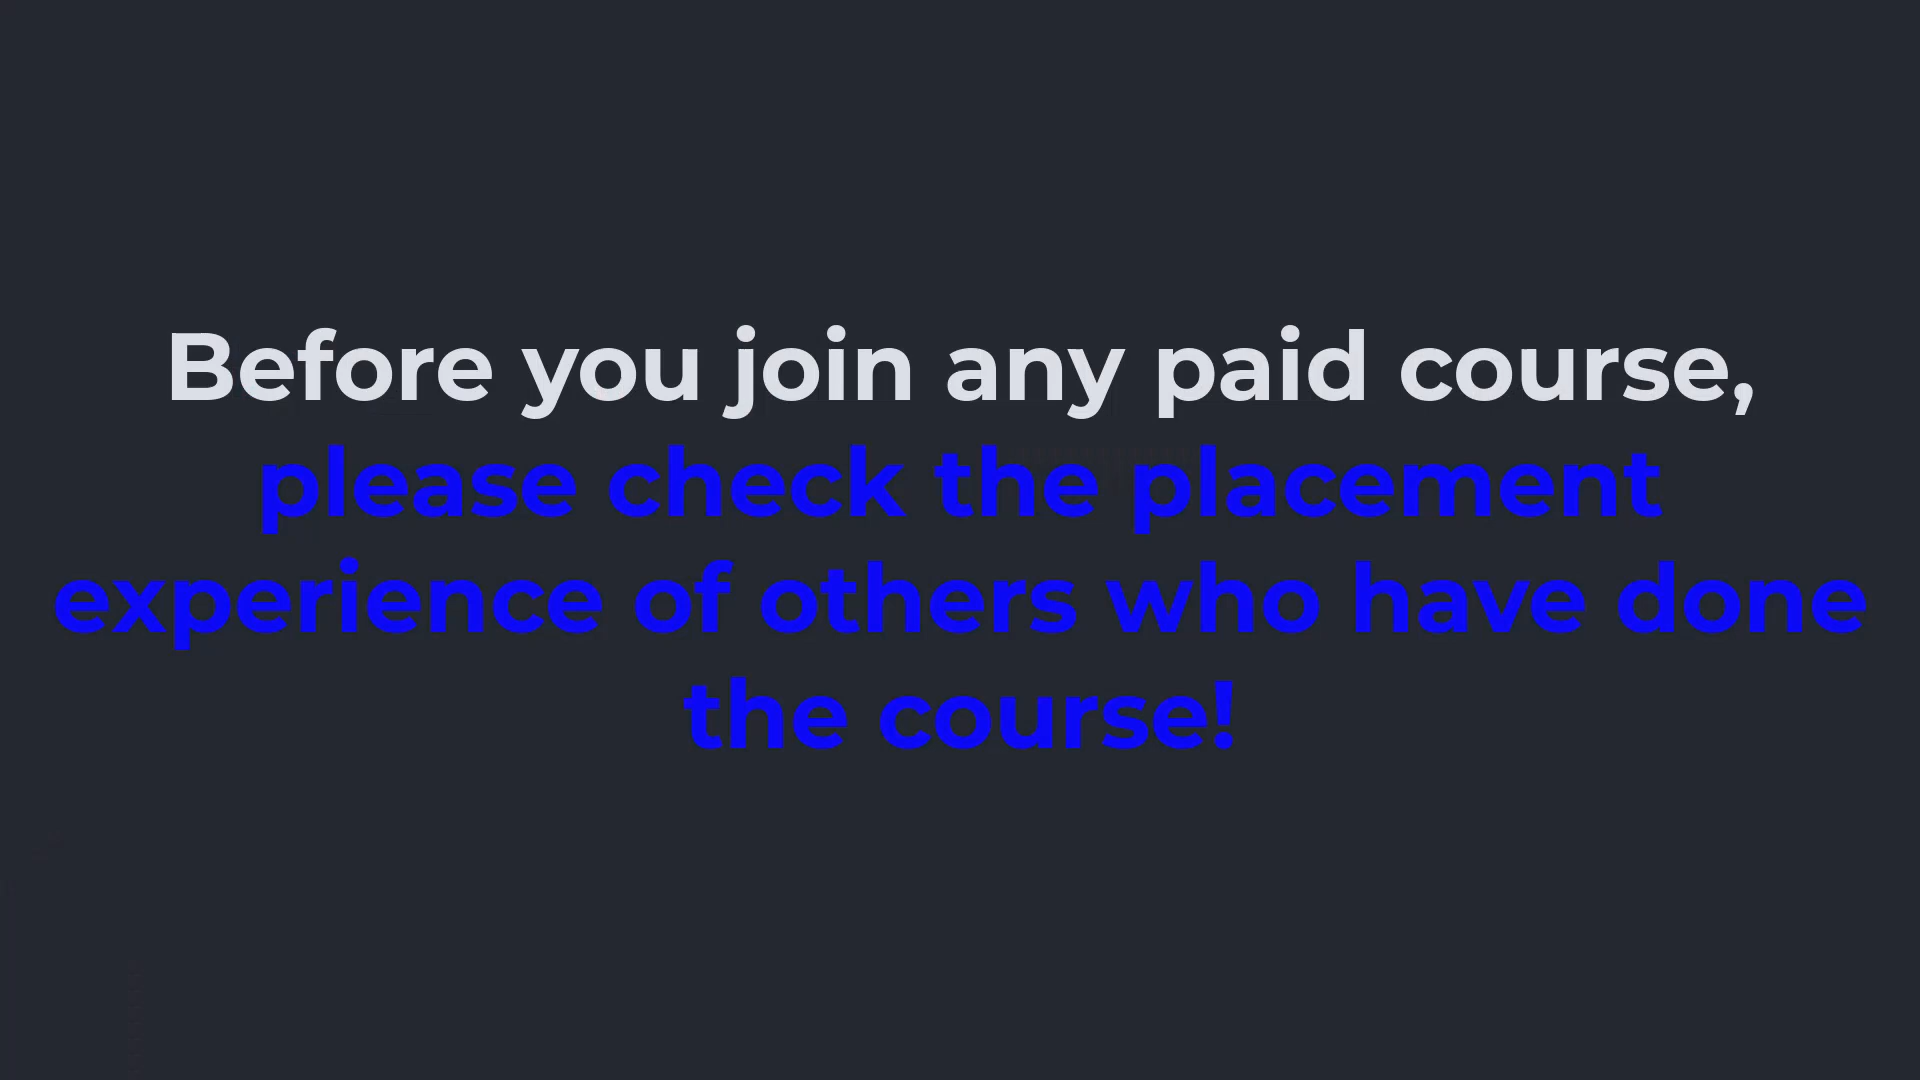 Before you join any paid course,
please check the placement
experience of others who have done
the course!